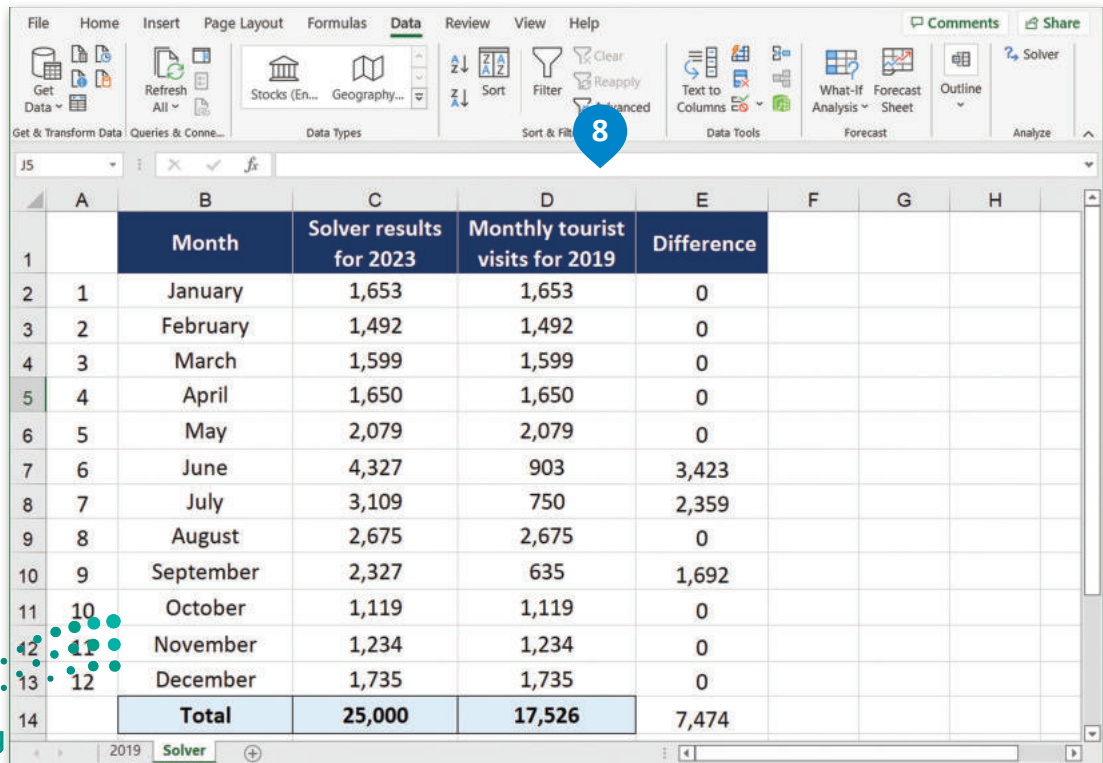 File Home Insert Page Layout Formulas Data Review View Help Comments Share
Get Data
Refresh All
Stocks (En... Geography...
Sort
Filter
Clear
Reapply
Advanced
Text to Columns
What-If Analysis
Forecast Sheet
Outline
Solver
Get & Transform Data Queries & Conne... Data Types Sort & Filt Data Tools Forecast Analyze
8
J5 fx
A B C D E F G H
1 Month Solver results for 2023 Monthly tourist visits for 2019 Difference
2 1 January 1,653 1,653 0
3 2 February 1,492 1,492 0
4 3 March 1,599 1,599 0
5 4 April 1,650 1,650 0
6 5 May 2,079 2,079 0
7 6 June 4,327 903 3,423
8 7 July 3,109 750 2,359
9 8 August 2,675 2,675 0
10 9 September 2,327 635 1,692
11 10 October 1,119 1,119 0
12 11 November 1,234 1,234 0
13 12 December 1,735 1,735 0
14 Total 25,000 17,526 7,474
2019 Solver